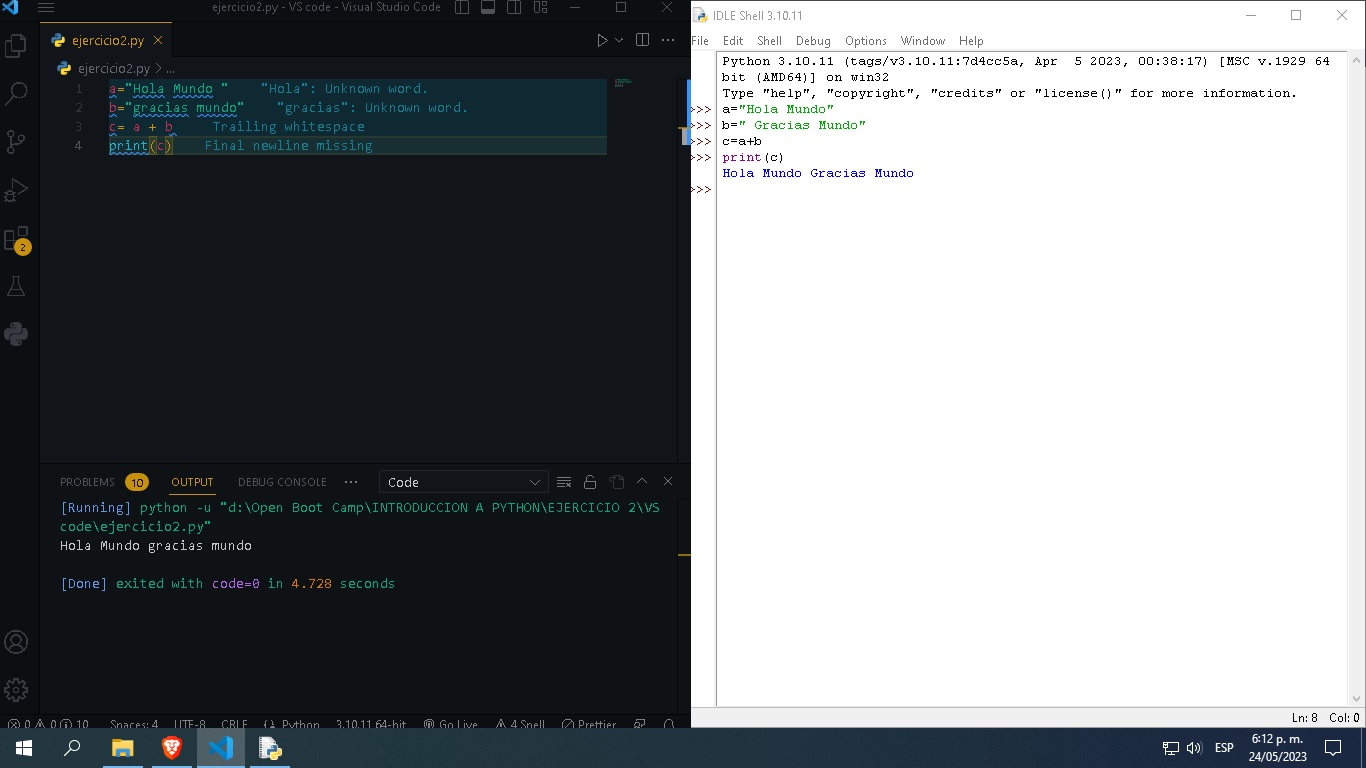 ejercicio2.py - VS code - Visual Studio Code
ejercicio2.py
ejercicio2.py > ...
1 a="Hola Mundo " "Hola": Unknown word.
2 b="gracias mundo" "gracias": Unknown word.
3 c= a + b Trailing whitespace
4 print(c) Final newline missing
2
PROBLEMS 10 OUTPUT DEBUG CONSOLE ... Code
[Running] python -u "d:\Open Boot Camp\INTRODUCCION A PYTHON\EJERCICIO 2\VS
code\ejercicio2.py"
Hola Mundo gracias mundo
[Done] exited with code=0 in 4.728 seconds
0 0 10 Spaces: 4 UTF-8 CRLF Python 3.10.11 64-bit Go Live 4 Spell Prettier
IDLE Shell 3.10.11
File Edit Shell Debug Options Window Help
Python 3.10.11 (tags/v3.10.11:7d4cc5a, Apr  5 2023, 00:38:17) [MSC v.1929 64
bit (AMD64)] on win32
Type "help", "copyright", "credits" or "license()" for more information.
>>> a="Hola Mundo"
>>> b=" Gracias Mundo"
>>> c=a+b
>>> print(c)
Hola Mundo Gracias Mundo
>>>
Ln: 8 Col: 0
ESP
6:12 p. m.
24/05/2023